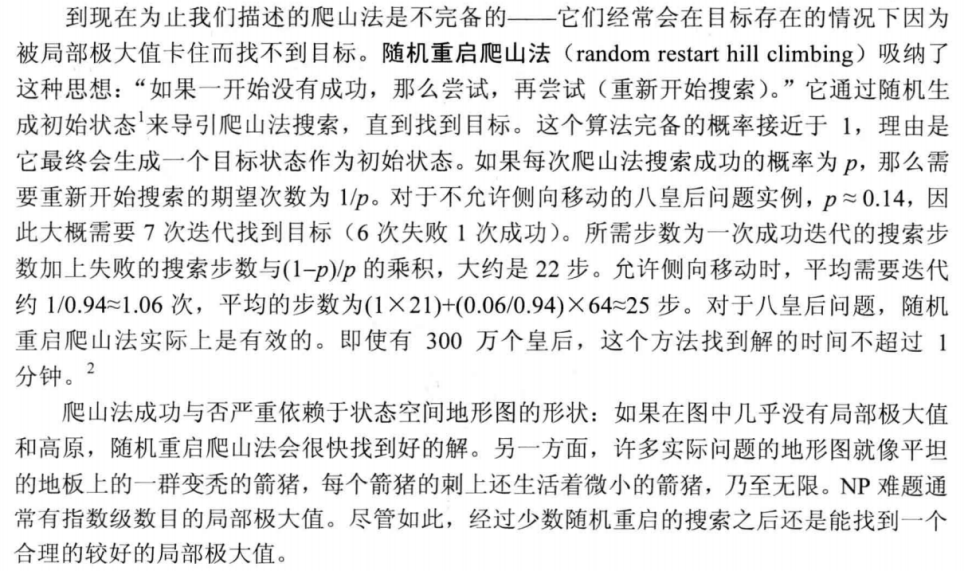 到现在为止我们描述的爬山法是不完备的——它们经常会在目标存在的情况下因为
被局部极大值卡住而找不到目标。随机重启爬山法（random restart hill climbing）吸纳了
这种思想：“如果一开始没有成功，那么尝试，再尝试（重新开始搜索）。”它通过随机生
成初始状态¹来导引爬山法搜索，直到找到目标。这个算法完备的概率接近于 1，理由是
它最终会生成一个目标状态作为初始状态。如果每次爬山法搜索成功的概率为 p，那么需
要重新开始搜索的期望次数为 1/p。对于不允许侧向移动的八皇后问题实例，p ≈ 0.14，因
此大概需要 7 次迭代找到目标（6 次失败 1 次成功）。所需步数为一次成功迭代的搜索步
数加上失败的搜索步数与(1–p)/p 的乘积，大约是 22 步。允许侧向移动时，平均需要迭代
约 1/0.94≈1.06 次，平均的步数为(1×21)+(0.06/0.94)×64≈25 步。对于八皇后问题，随机
重启爬山法实际上是有效的。即使有 300 万个皇后，这个方法找到解的时间不超过 1
分钟。²
爬山法成功与否严重依赖于状态空间地形图的形状：如果在图中几乎没有局部极大值
和高原，随机重启爬山法会很快找到好的解。另一方面，许多实际问题的地形图就像平坦
的地板上的一群变秃的箭猪，每个箭猪的刺上还生活着微小的箭猪，乃至无限。NP 难题通
常有指数级数目的局部极大值。尽管如此，经过少数随机重启的搜索之后还是能找到一个
合理的较好的局部极大值。